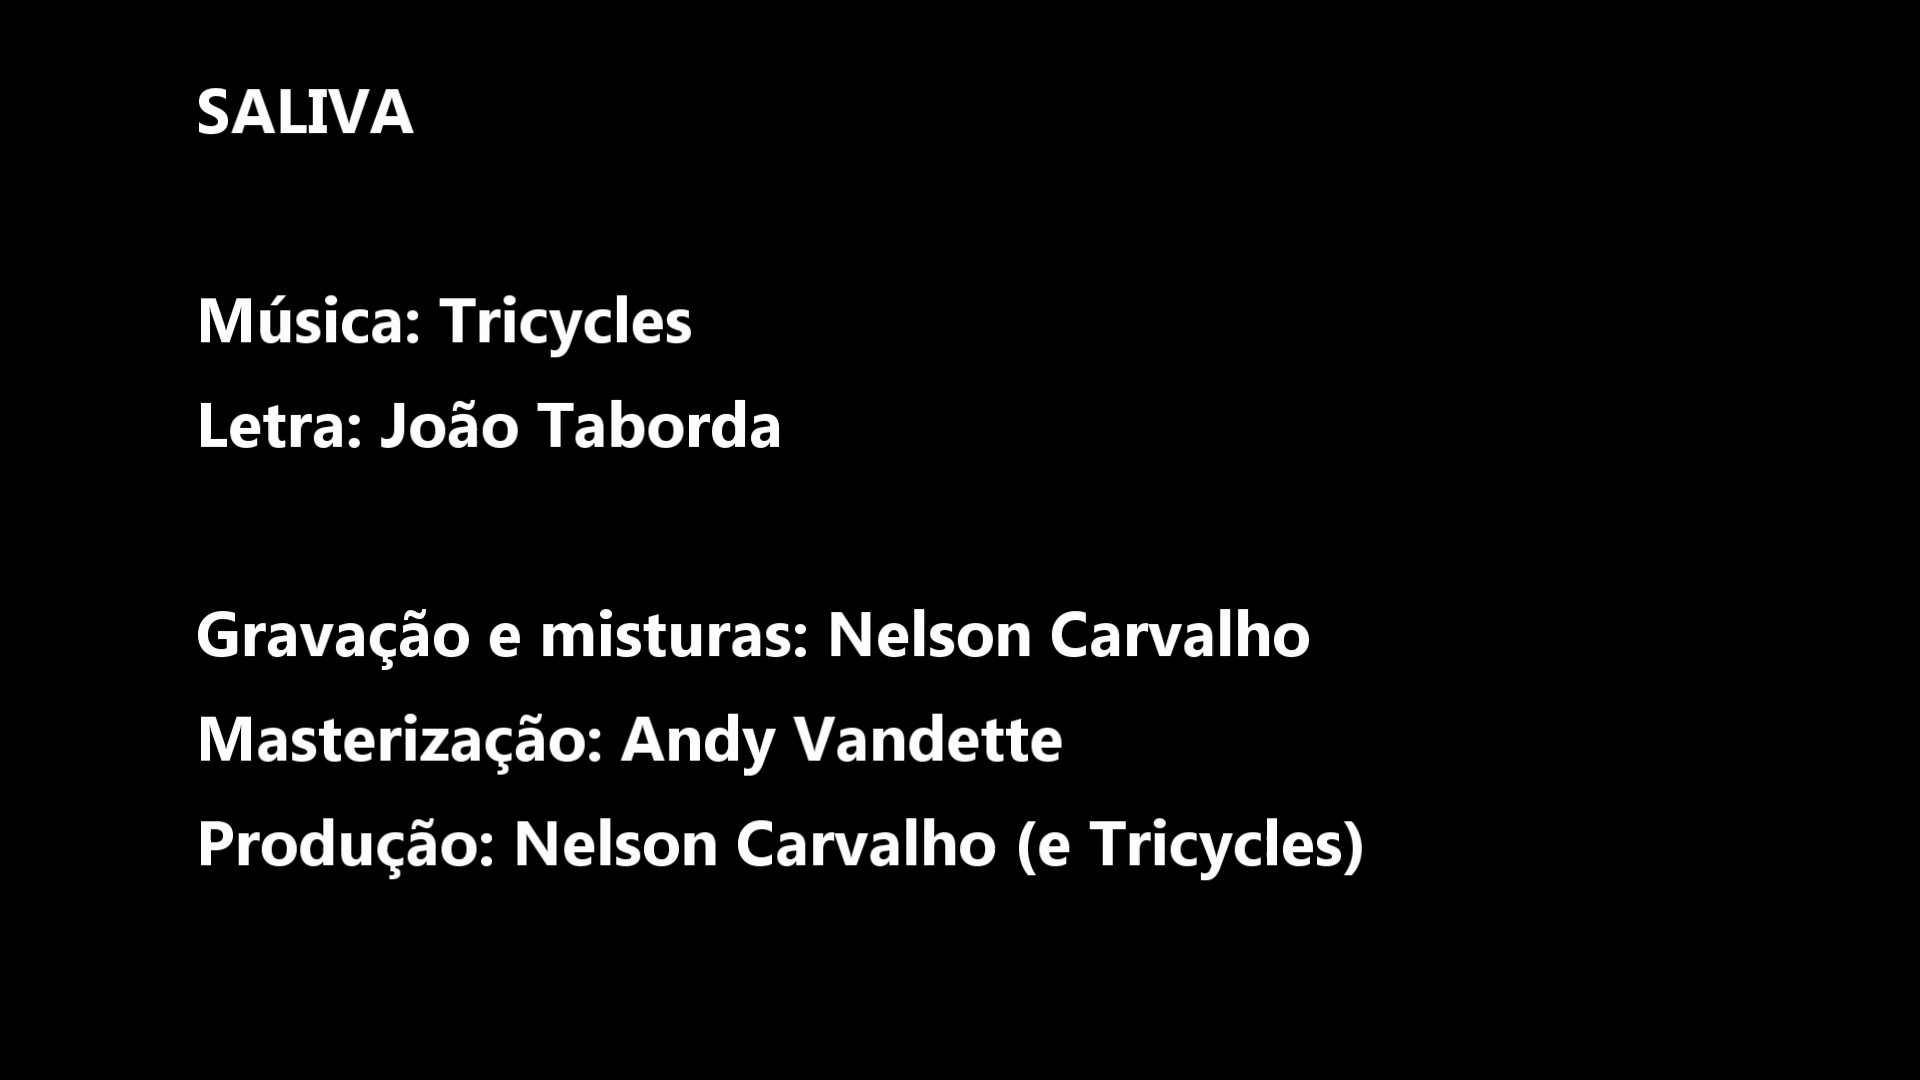 SALIVA
Música: Tricycles
Letra: João Taborda
Gravação e misturas: Nelson Carvalho
Masterização: Andy Vandette
Produção: Nelson Carvalho (e Tricycles)